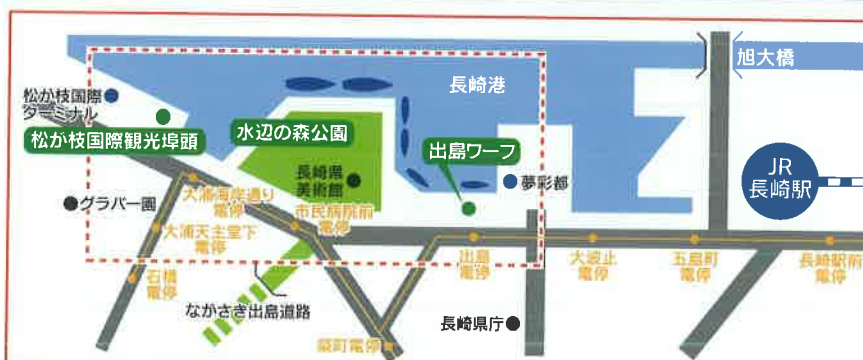 旭大橋
長崎港
松が枝国際
ターミナル
松が枝国際観光埠頭
水辺の森公園
出島ワーフ
長崎県
美術館
夢彩都
JR
長崎駅
グラバー園
大浦海岸通り
電停
市民病院前
電停
大浦天主堂下
電停
石橋
電停
出島
電停
大波止
電停
五島町
電停
長崎駅前
電停
ながさき出島道路
長崎県庁
築町電停